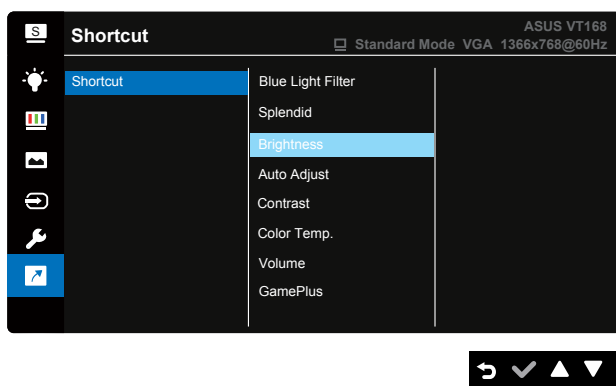 S
Shortcut
ASUS VT168
Standard Mode VGA 1366x768@60Hz
Shortcut
Blue Light Filter
Splendid
Brightness
Auto Adjust
Contrast
Color Temp.
Volume
GamePlus